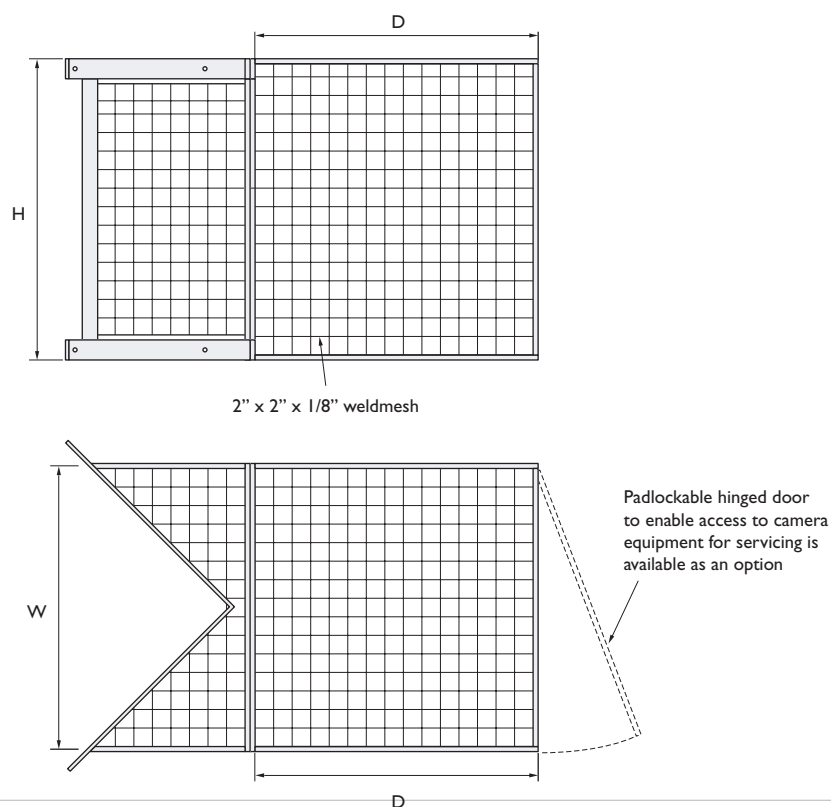 D
H
2” x 2” x 1/8” weldmesh
Padlockable hinged door
to enable access to camera
equipment for servicing is
available as an option
W
D